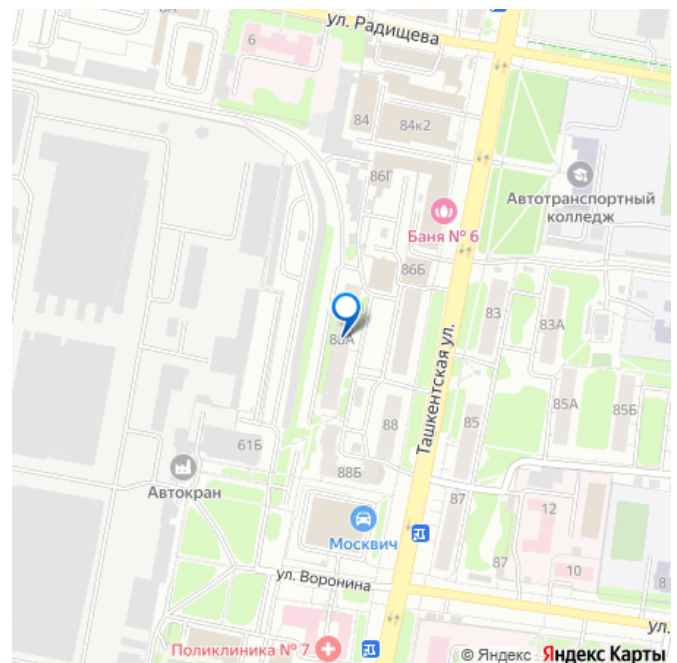 ул. Радищева
6
84
84к2
86Г
Автотранспортный
колледж
Баня № 6
86Б
83
83А
Ташкентская ул.
85А
85Б
88
85
61Б
88Б
Автокран
87
12
Москвич
87
10
8
ул. Воронина
ул.
Поликлиника № 7
© Яндекс Яндекс Карты